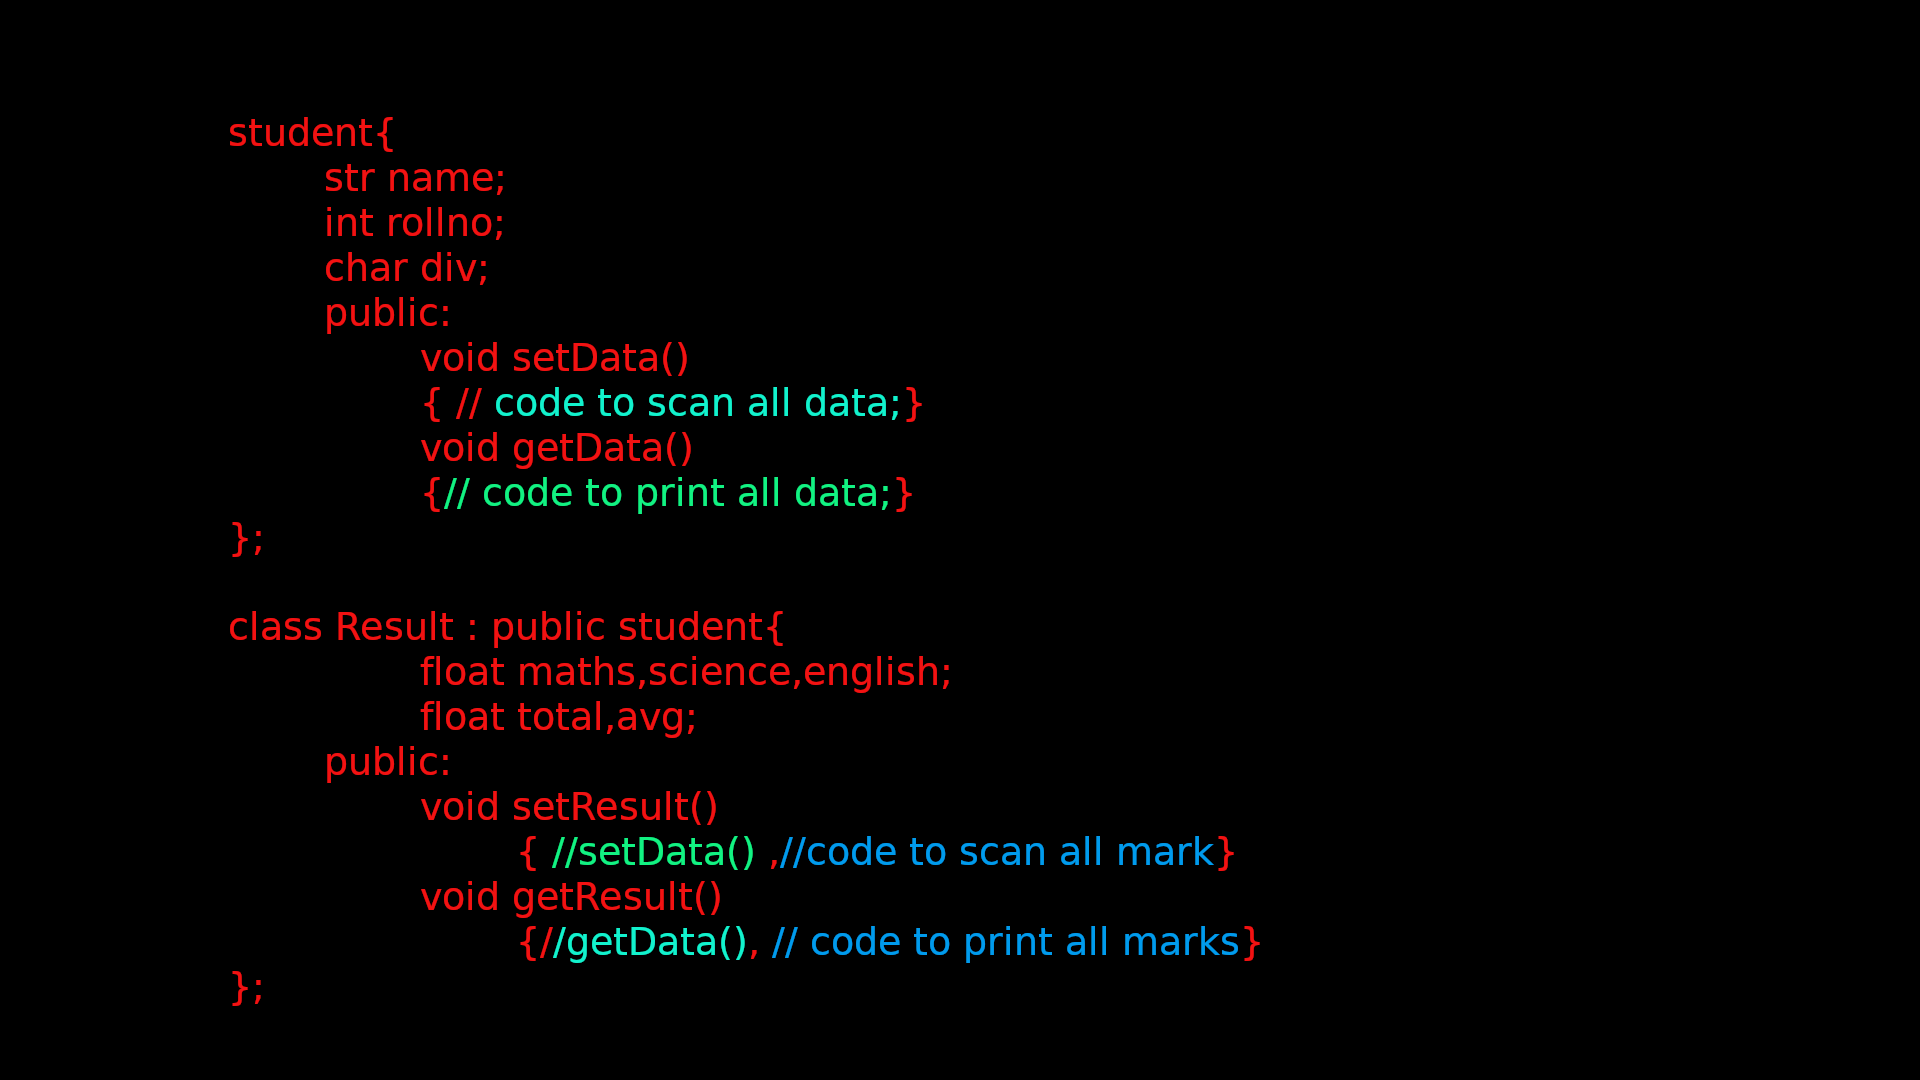 student{
str name;
int rollno;
char div;
public:
void setData()
{ // code to scan all data;}
void getData()
{// code to print all data;}
};
class Result : public student{
float maths,science,english;
float total,avg;
public:
void setResult()
{ //setData() ,//code to scan all mark}
void getResult()
{//getData(), // code to print all marks}
};